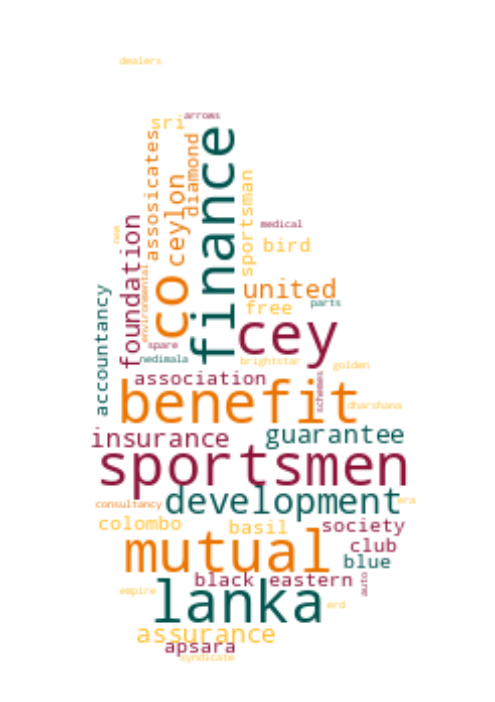 dealers
arrows
sri
finance
assosicates
diamond
ceylon
sportsman
foundation
medical
bird
co
environmental
united
accountancy
free
parts
cey
spare
nedimala
brightstar
golden
association
schemes
benefit
dharshana
insurance
guarantee
sportsmen
development
consultancy
era
colombo
basil
society
mutual
club
blue
black
eastern
auto
empire
lanka
erd
assurance
apsara
syndicate